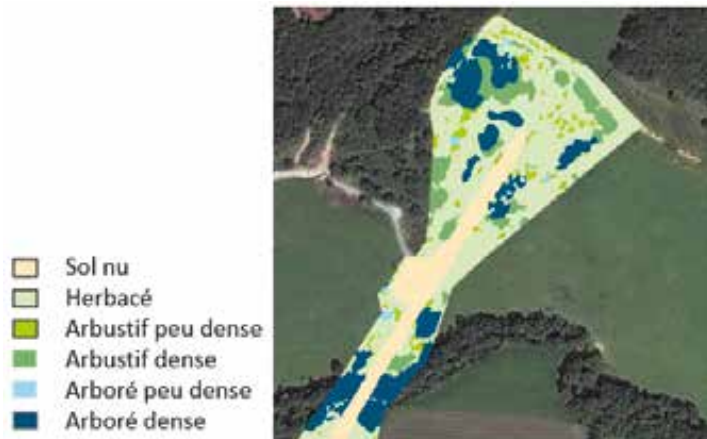 Sol nu
Herbacé
Arbustif peu dense
Arbustif dense
Arboré peu dense
Arboré dense